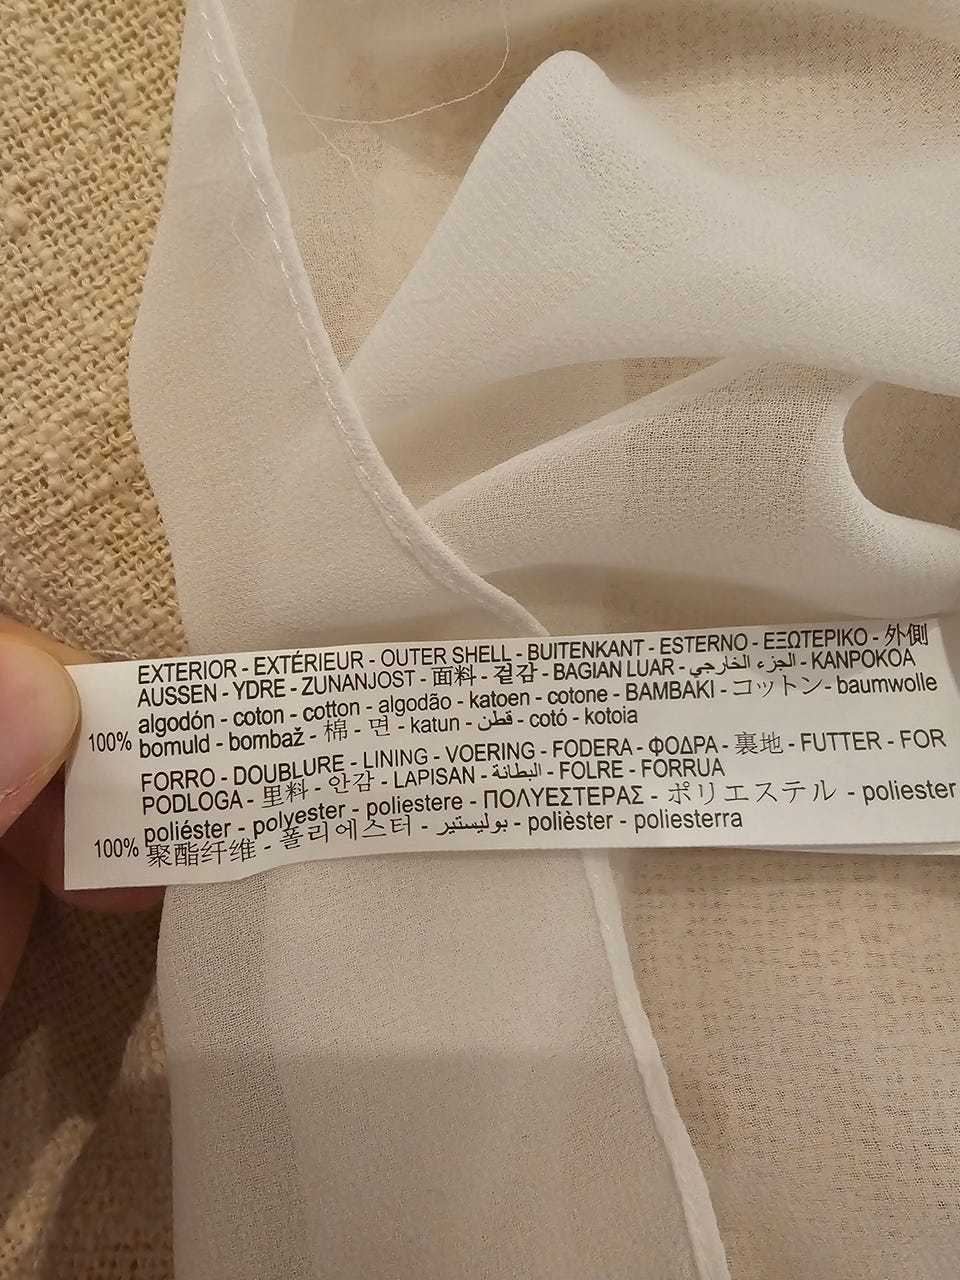 EXTERIOR - EXTÉRIEUR - OUTER SHELL - BUITENKANT - ESTERNO - ΕΞΩΤΕΡΙΚΟ - 外側
AUSSEN - YDRE - ZUNANJOST - 面料 - 겉감 - BAGIAN LUAR - الجزء الخارجي - KANPOKOA
100% algodón - coton - cotton - algodão - katoen - cotone - ΒΑΜΒΑΚΙ - コットン - baumwolle
bomuld - bombaž - 棉 - 면 - katun - قطن - cotó - kotoia
FORRO - DOUBLURE - LINING - VOERING - FODERA - ΦΟΔΡΑ - 裏地 - FUTTER - FOR
PODLOGA - 里料 - 안감 - LAPISAN - البطانة - FOLRE - FORRUA
100% poliéster - polyester - poliestere - ΠΟΛΥΕΣΤΕΡΑΣ - ポリエステル - poliester
聚酯纤维 - 폴리에스터 - بوليستير - polièster - poliesterra